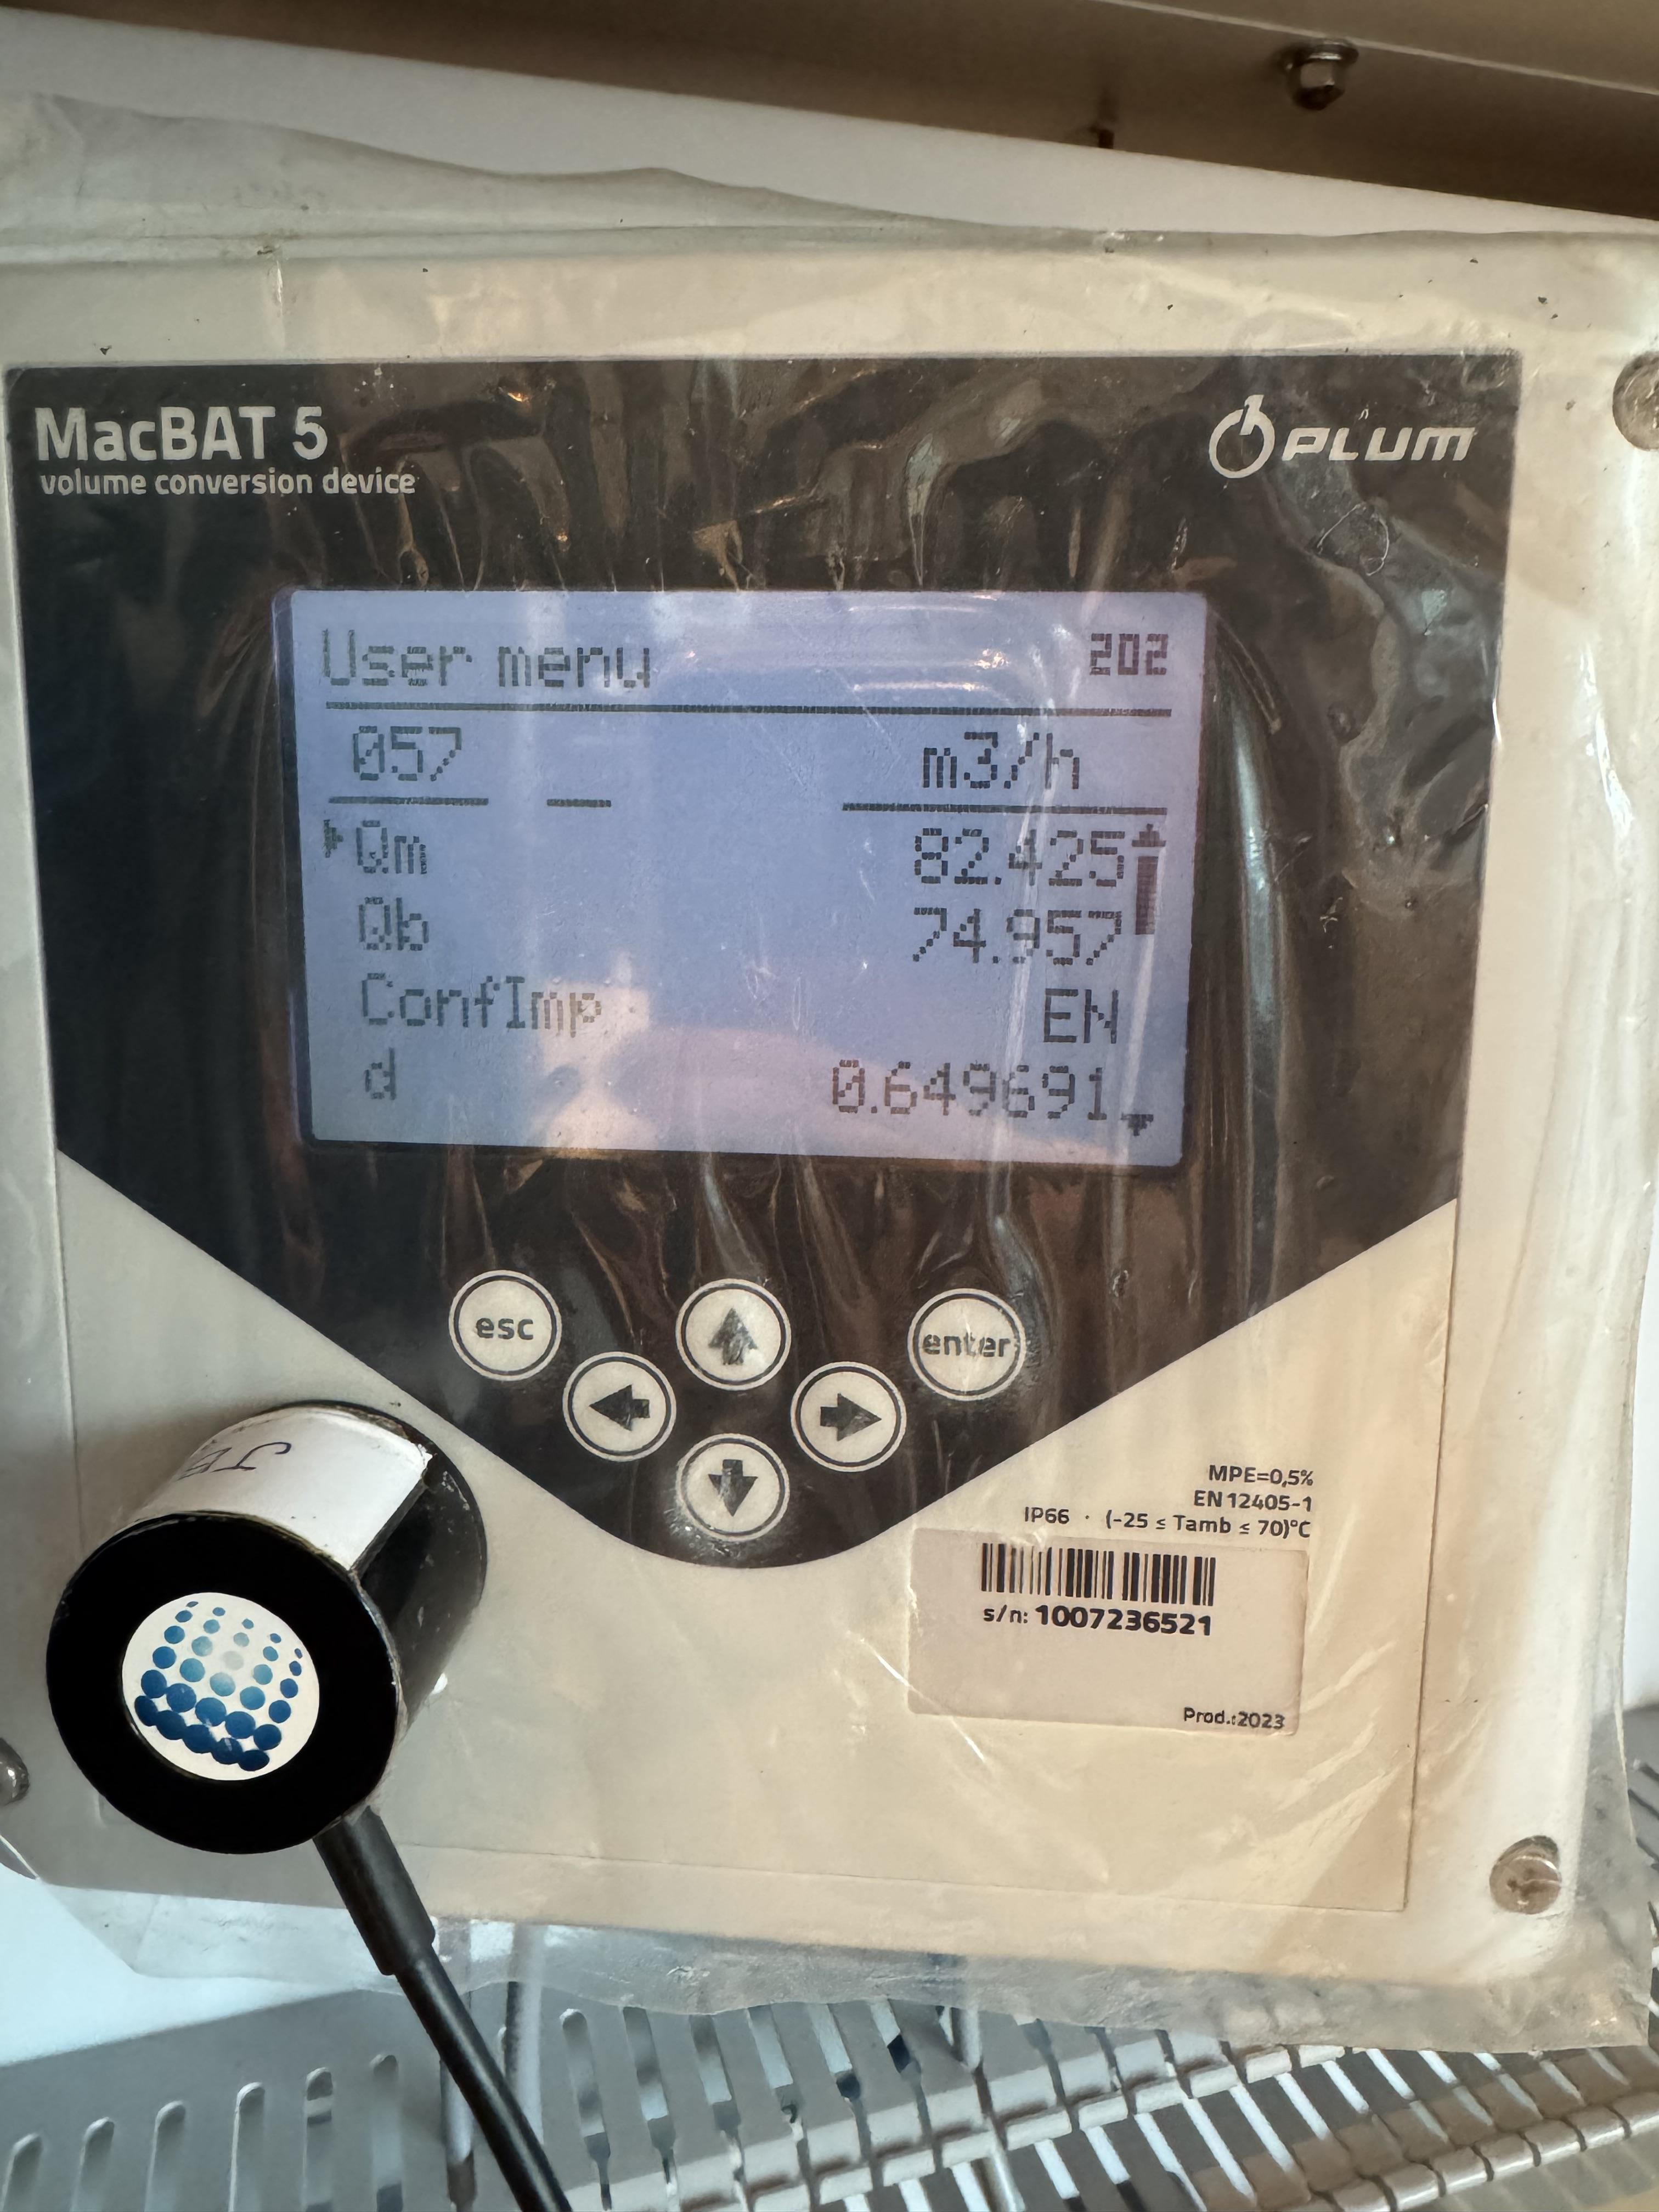 MacBAT 5
volume conversion device
PLUM
User menu 202
057 m3/h
Qm 82.425
Qb 74.957
ConfImp EN
d 0.649691
esc
enter
MPE=0,5%
EN 12405-1
IP66 · (-25 ≤ Tamb ≤ 70)°C
s/n: 1007236521
Prod.:2023